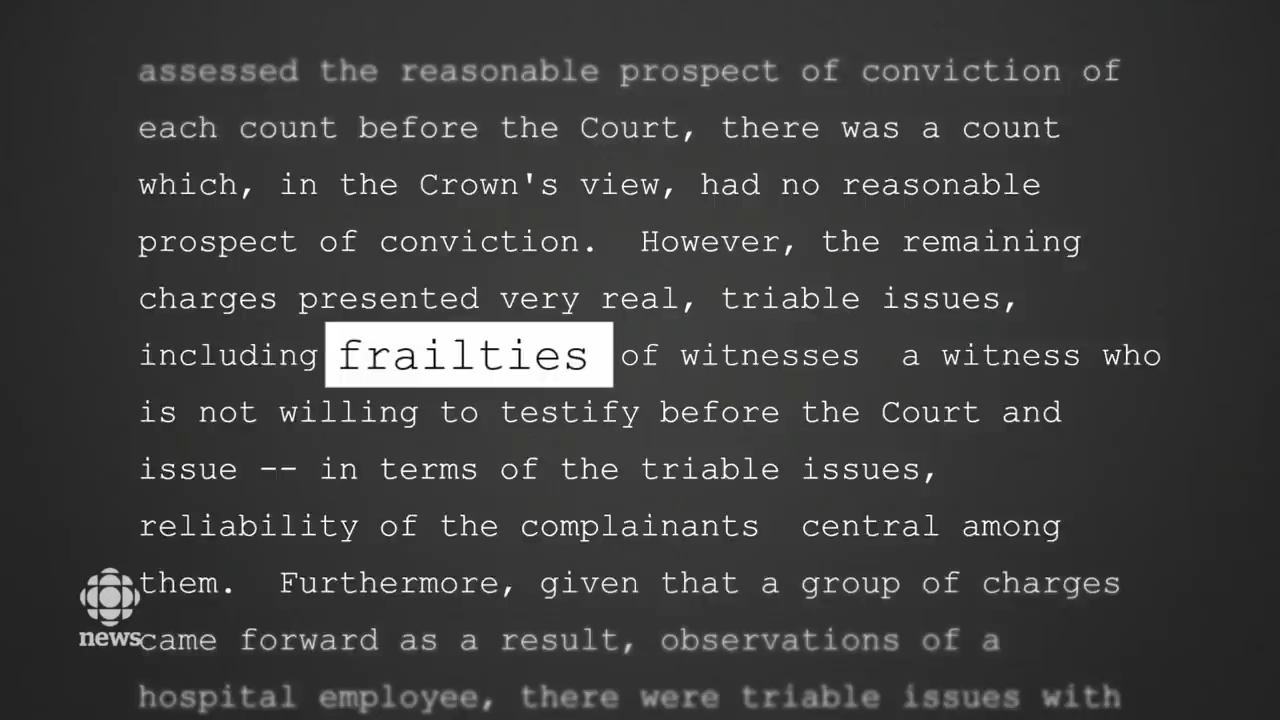 assessed the reasonable prospect of conviction of
each count before the Court, there was a count
which, in the Crown's view, had no reasonable
prospect of conviction.  However, the remaining
charges presented very real, triable issues,
including frailties of witnesses  a witness who
is not willing to testify before the Court and
issue -- in terms of the triable issues,
reliability of the complainants  central among
them.  Furthermore, given that a group of charges
came forward as a result, observations of a
hospital employee, there were triable issues with
news